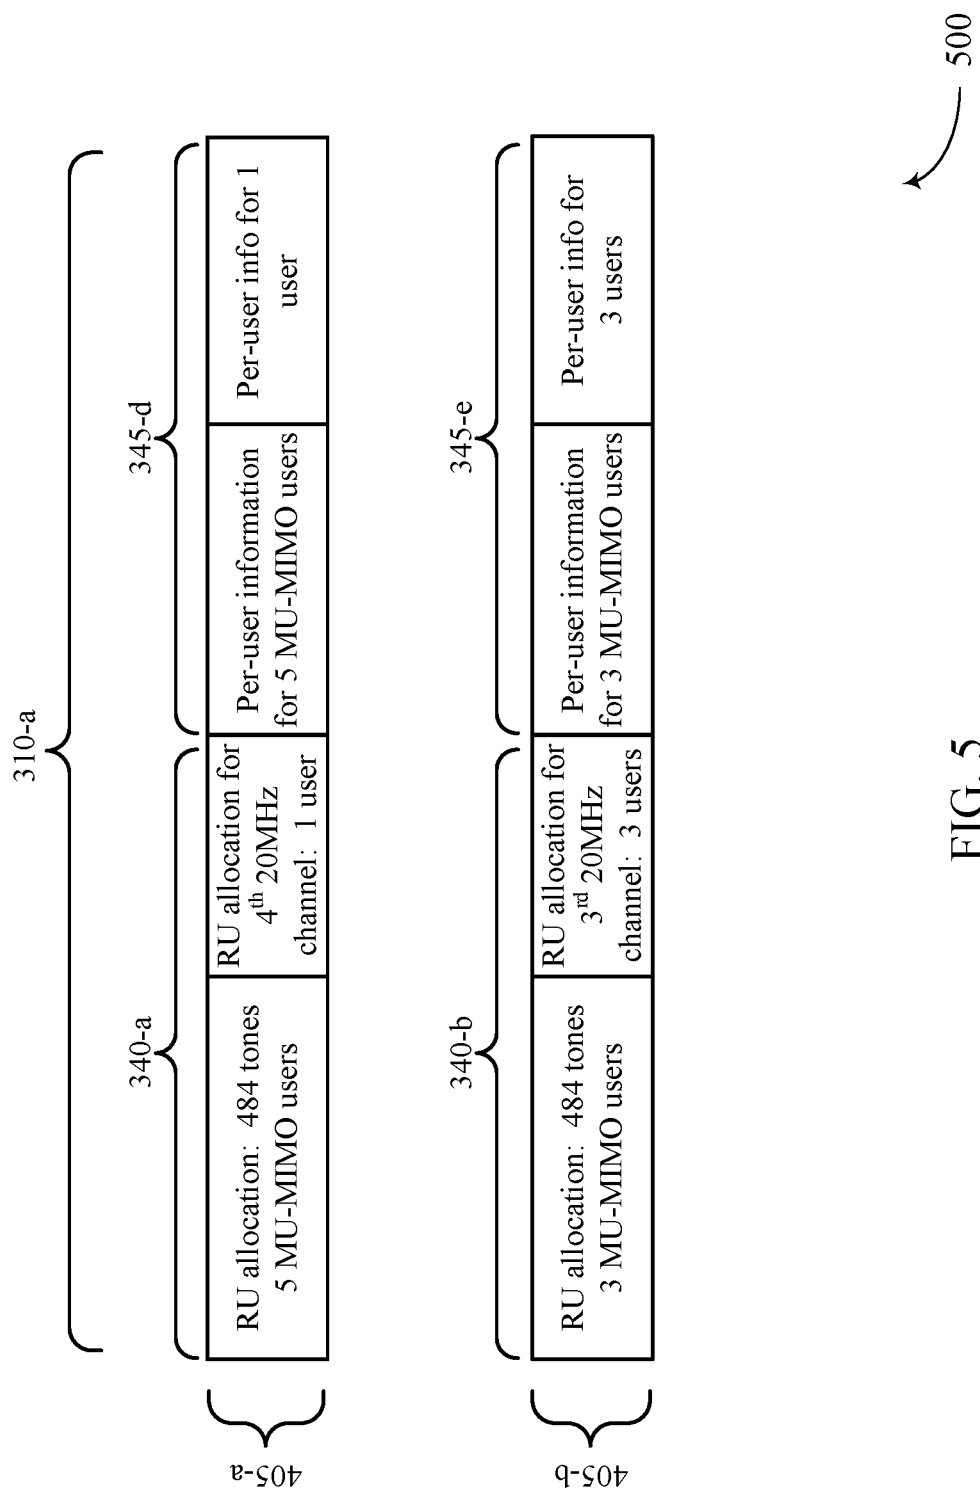 310-a
340-a
345-d
405-a
RU allocation: 484 tones
5 MU-MIMO users
RU allocation for
4th 20MHz
channel: 1 user
Per-user information
for 5 MU-MIMO users
Per-user info for 1
user
340-b
345-e
405-b
RU allocation: 484 tones
3 MU-MIMO users
RU allocation for
3rd 20MHz
channel: 3 users
Per-user information
for 3 MU-MIMO users
Per-user info for
3 users
500
FIG. 5